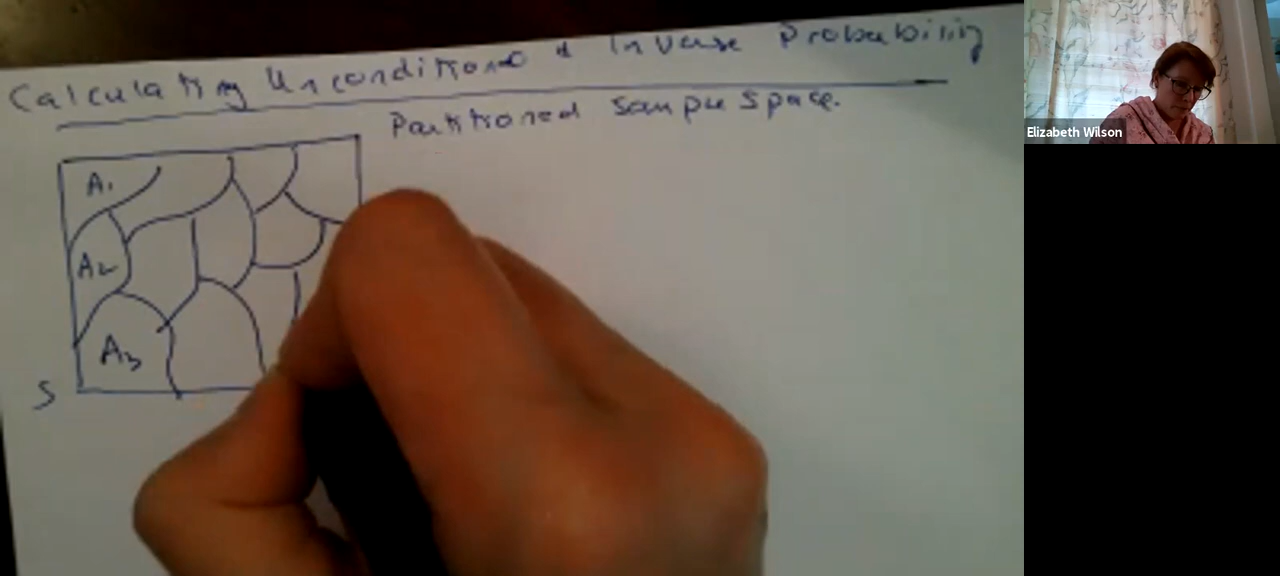 Calculating Unconditional & Inverse Probability
Partitioned Sample Space.
A1
A2
A3
S
Elizabeth Wilson